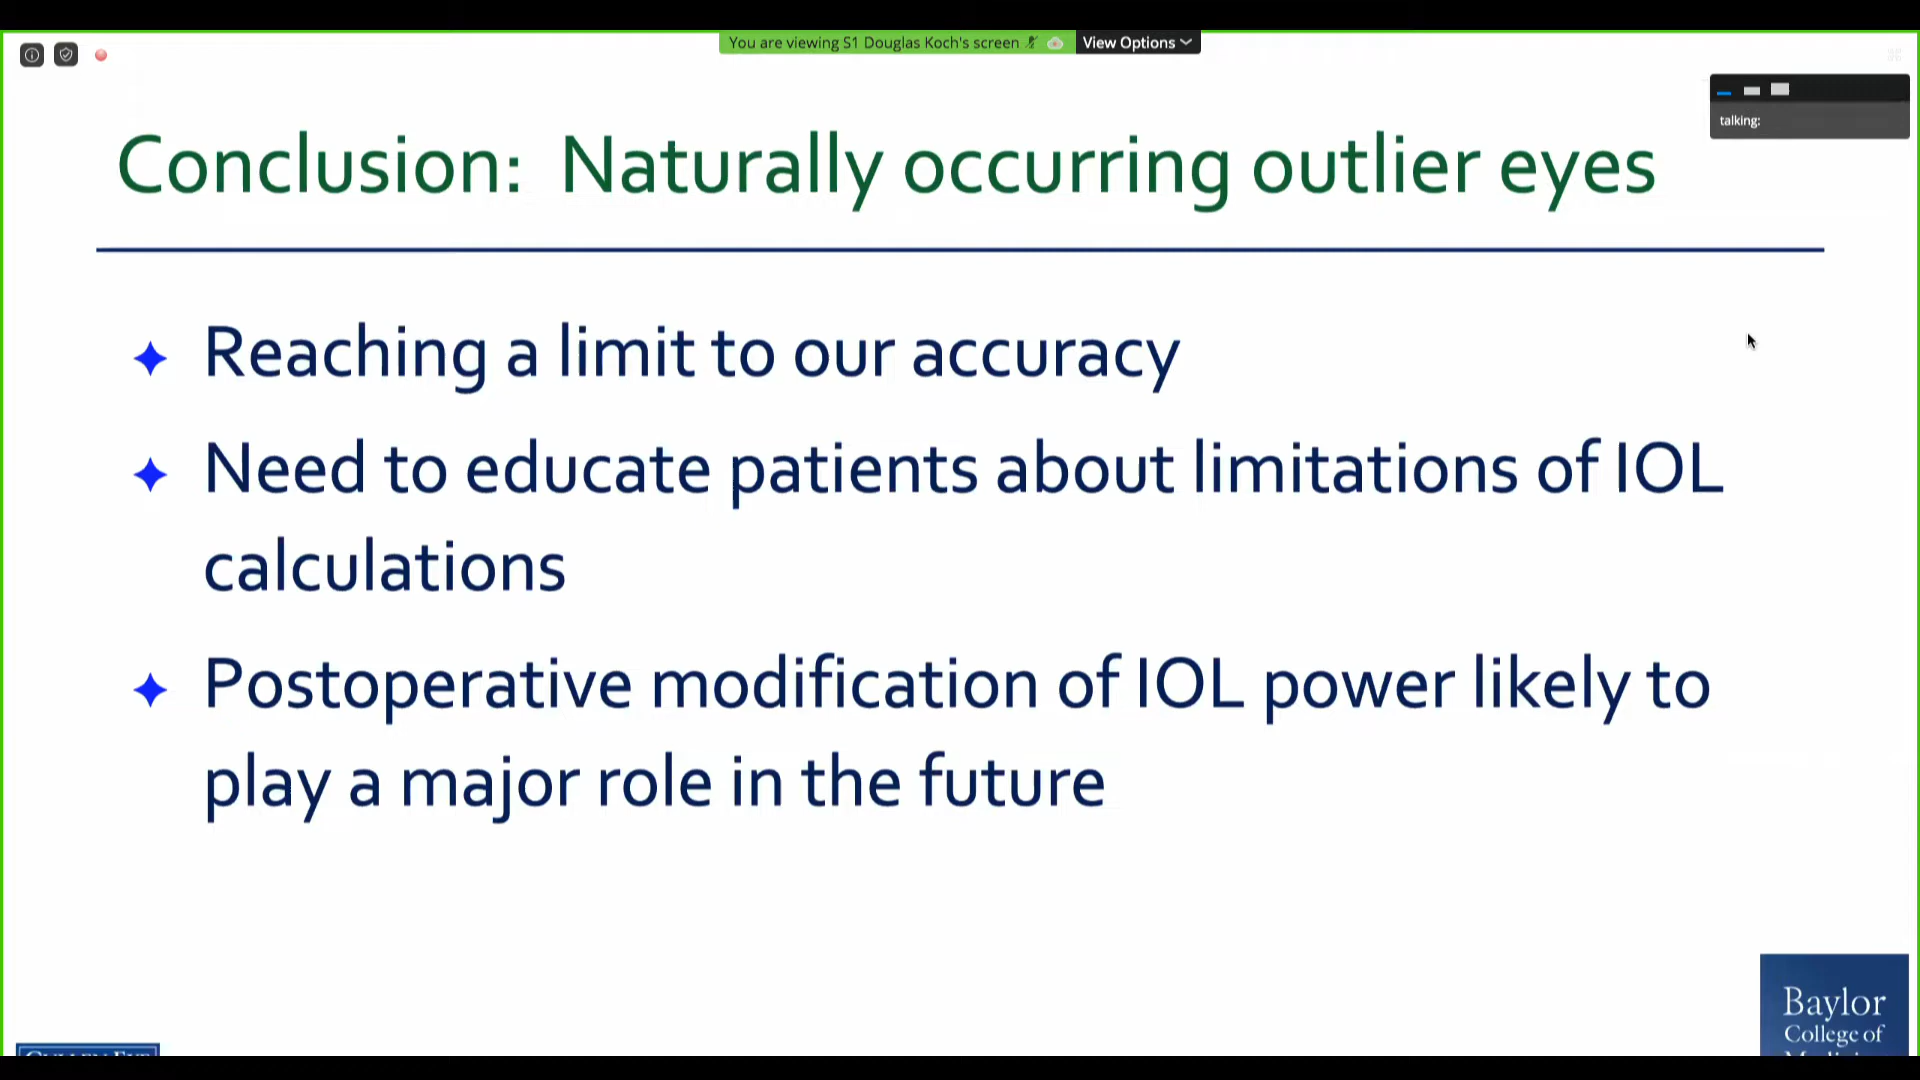 You are viewing S1 Douglas Koch's screen
View Options
talking:
Conclusion: Naturally occurring outlier eyes
Reaching a limit to our accuracy
Need to educate patients about limitations of IOL
calculations
Postoperative modification of IOL power likely to
play a major role in the future
Baylor
College of